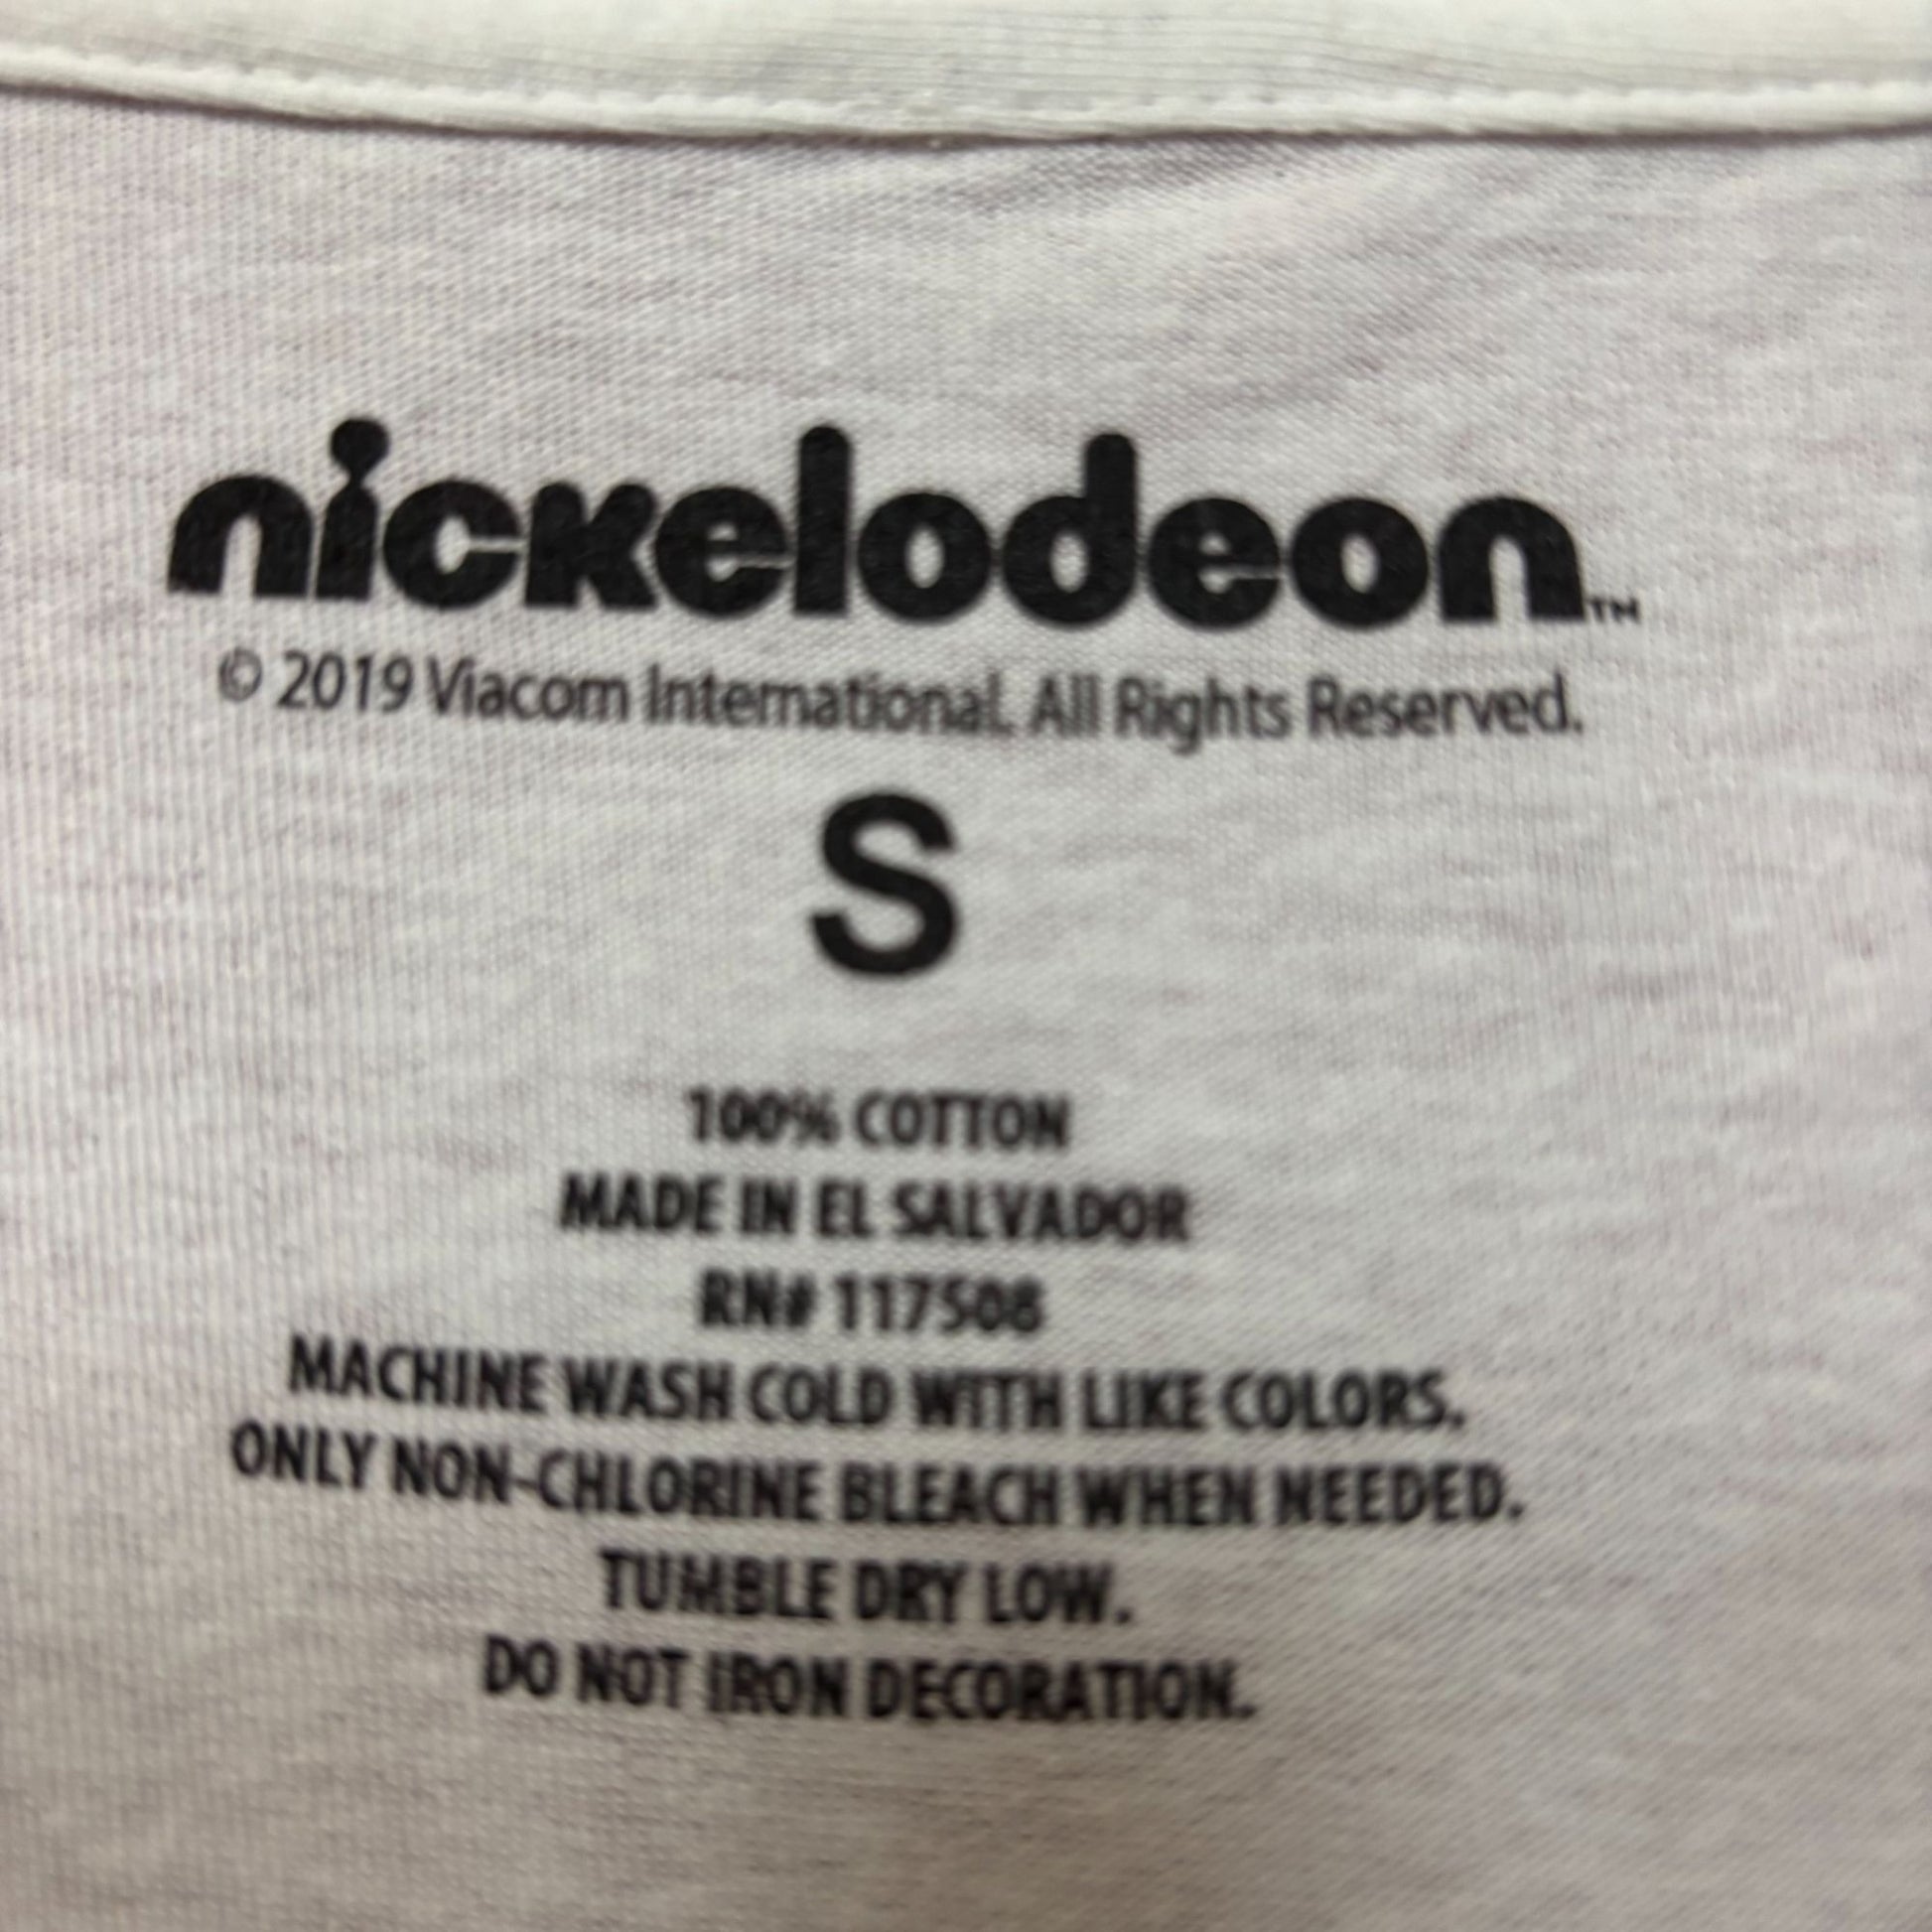 nickelodeon™
© 2019 Viacom International. All Rights Reserved.
S
100% COTTON
MADE IN EL SALVADOR
RN# 117508
MACHINE WASH COLD WITH LIKE COLORS.
ONLY NON-CHLORINE BLEACH WHEN NEEDED.
TUMBLE DRY LOW.
DO NOT IRON DECORATION.